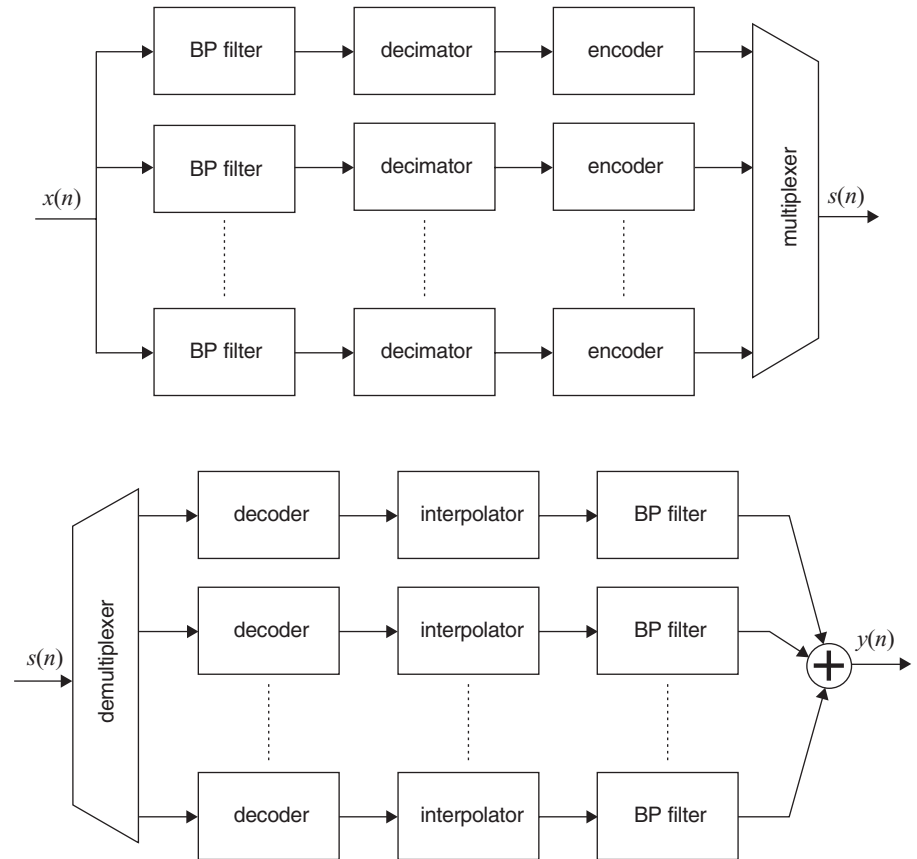 BP filter decimator encoder
BP filter decimator encoder
x(n) multiplexer s(n)
BP filter decimator encoder
decoder interpolator BP filter
decoder interpolator BP filter
s(n) demultiplexer y(n)
decoder interpolator BP filter